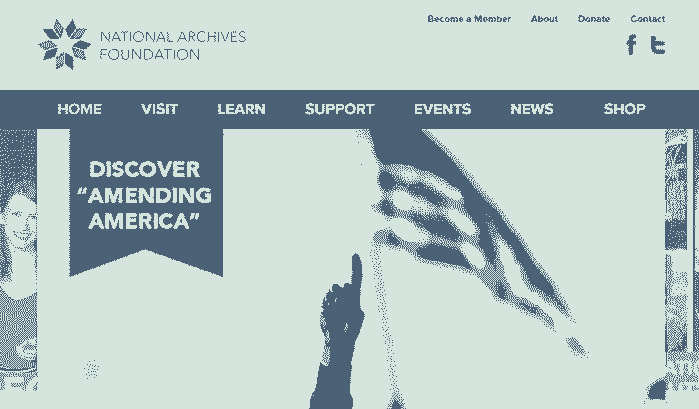 Become a Member About Donate Contact
NATIONAL ARCHIVES
FOUNDATION
HOME VISIT LEARN SUPPORT EVENTS NEWS SHOP
DISCOVER
“AMENDING
AMERICA”